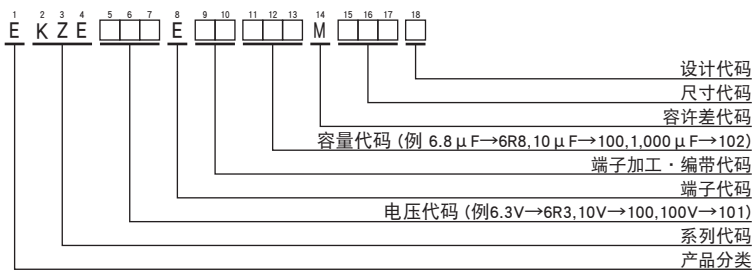 1 2 3 4 5 6 7 8 9 10 11 12 13 14 15 16 17 18
E K Z E □□□ E □□ □□□ M □□□ □
设计代码
尺寸代码
容许差代码
容量代码 (例 6.8μF→6R8,10μF→100,1,000μF→102)
端子加工・编带代码
端子代码
电压代码 (例6.3V→6R3,10V→100,100V→101)
系列代码
产品分类